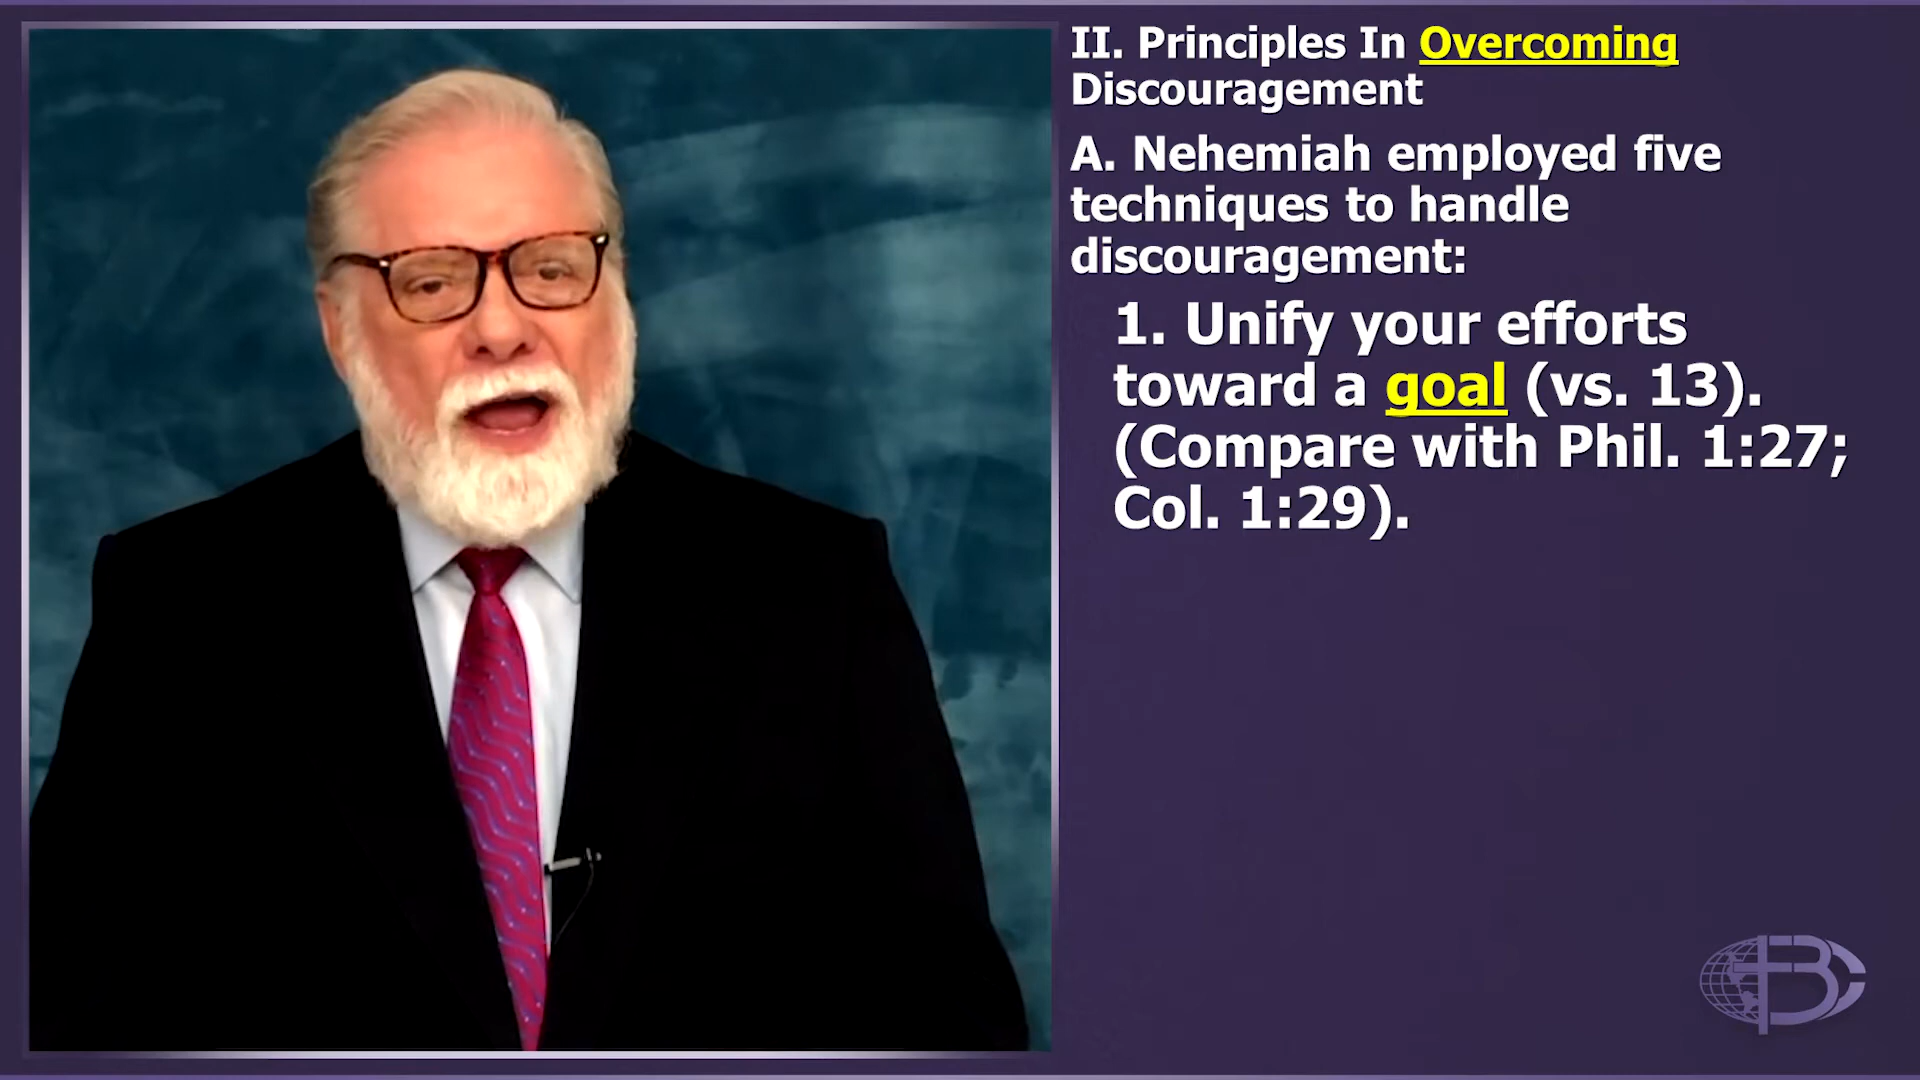 II. Principles In Overcoming
Discouragement
A. Nehemiah employed five
techniques to handle
discouragement:
1. Unify your efforts
toward a goal (vs. 13).
(Compare with Phil. 1:27;
Col. 1:29).